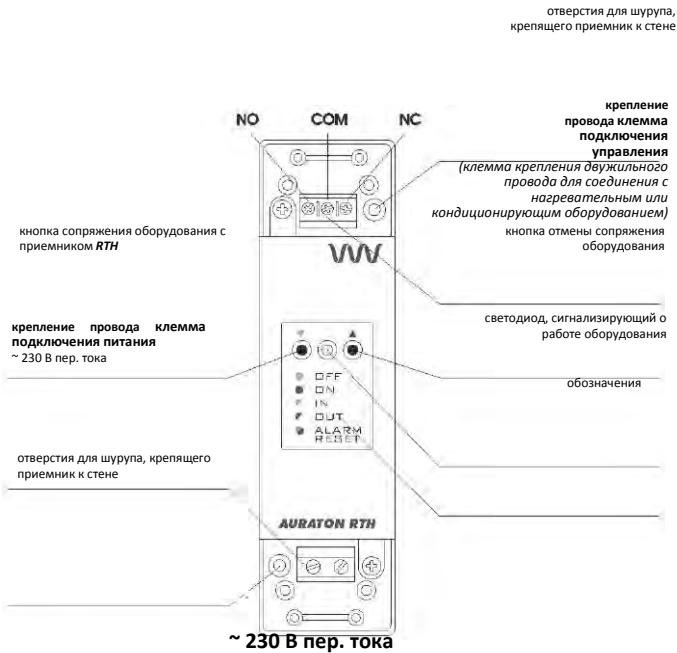 отверстия для шурупа,
крепящего приемник к стене
NO COM NC
крепление
провода клемма
подключения
управления
(клемма крепления двужильного
провода для соединения с
нагревательным или
кондиционирующим оборудованием)
кнопка отмены сопряжения
оборудования
кнопка сопряжения оборудования с
приемником RTH
светодиод, сигнализирующий о
работе оборудования
крепление провода клемма
подключения питания
~ 230 В пер. тока
обозначения
OFF
ON
IN
OUT
ALARM
RESET
отверстия для шурупа, крепящего
приемник к стене
AURATON RTH
~ 230 В пер. тока